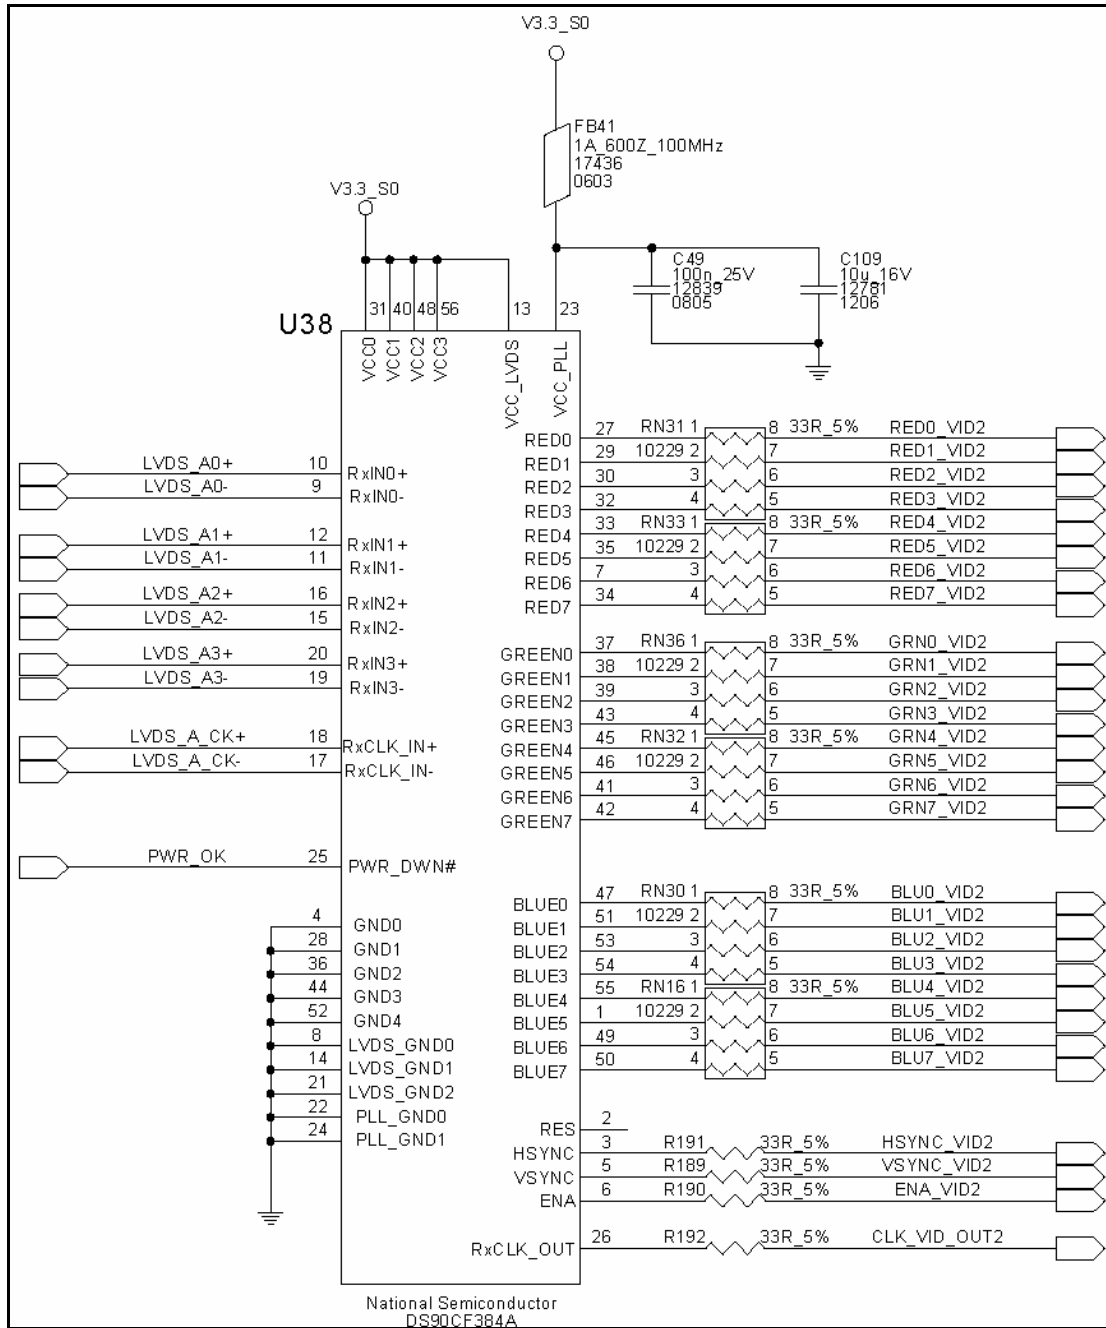 V3.3_S0
FB41
1A_600Z_100MHz
17436
0603
V3.3_S0
C49
100n_25V
12839
0805
C109
10u_16V
12781
1206
U38
31 40 48 56 13 23
VCC0 VCC1 VCC2 VCC3 VCC_LVDS VCC_PLL
RED0 27 RN31 1 8 33R_5% RED0_VID2
RED1 29 10229 2 7 RED1_VID2
RED2 30 3 6 RED2_VID2
RED3 32 4 5 RED3_VID2
RED4 33 RN33 1 8 33R_5% RED4_VID2
RED5 35 10229 2 7 RED5_VID2
RED6 7 3 6 RED6_VID2
RED7 34 4 5 RED7_VID2
LVDS_A0+ 10 RxIN0+
LVDS_A0- 9 RxIN0-
LVDS_A1+ 12 RxIN1+
LVDS_A1- 11 RxIN1-
LVDS_A2+ 16 RxIN2+
LVDS_A2- 15 RxIN2-
LVDS_A3+ 20 RxIN3+
LVDS_A3- 19 RxIN3-
LVDS_A_CK+ 18 RxCLK_IN+
LVDS_A_CK- 17 RxCLK_IN-
PWR_OK 25 PWR_DWN#
GREEN0 37 RN36 1 8 33R_5% GRN0_VID2
GREEN1 38 10229 2 7 GRN1_VID2
GREEN2 39 3 6 GRN2_VID2
GREEN3 43 4 5 GRN3_VID2
GREEN4 45 RN32 1 8 33R_5% GRN4_VID2
GREEN5 46 10229 2 7 GRN5_VID2
GREEN6 41 3 6 GRN6_VID2
GREEN7 42 4 5 GRN7_VID2
BLUE0 47 RN30 1 8 33R_5% BLU0_VID2
BLUE1 51 10229 2 7 BLU1_VID2
BLUE2 53 3 6 BLU2_VID2
BLUE3 54 4 5 BLU3_VID2
BLUE4 55 RN16 1 8 33R_5% BLU4_VID2
BLUE5 1 10229 2 7 BLU5_VID2
BLUE6 49 3 6 BLU6_VID2
BLUE7 50 4 5 BLU7_VID2
4 GND0
28 GND1
36 GND2
44 GND3
52 GND4
8 LVDS_GND0
14 LVDS_GND1
21 LVDS_GND2
22 PLL_GND0
24 PLL_GND1
RES 2
HSYNC 3 R191 33R_5% HSYNC_VID2
VSYNC 5 R189 33R_5% VSYNC_VID2
ENA 6 R190 33R_5% ENA_VID2
RxCLK_OUT 26 R192 33R_5% CLK_VID_OUT2
National Semiconductor
DS90CF384A